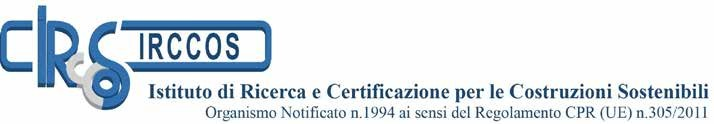 CIRCCOS IRCCOS
Istituto di Ricerca e Certificazione per le Costruzioni Sostenibili
Organismo Notificato n.1994 ai sensi del Regolamento CPR (UE) n.305/2011